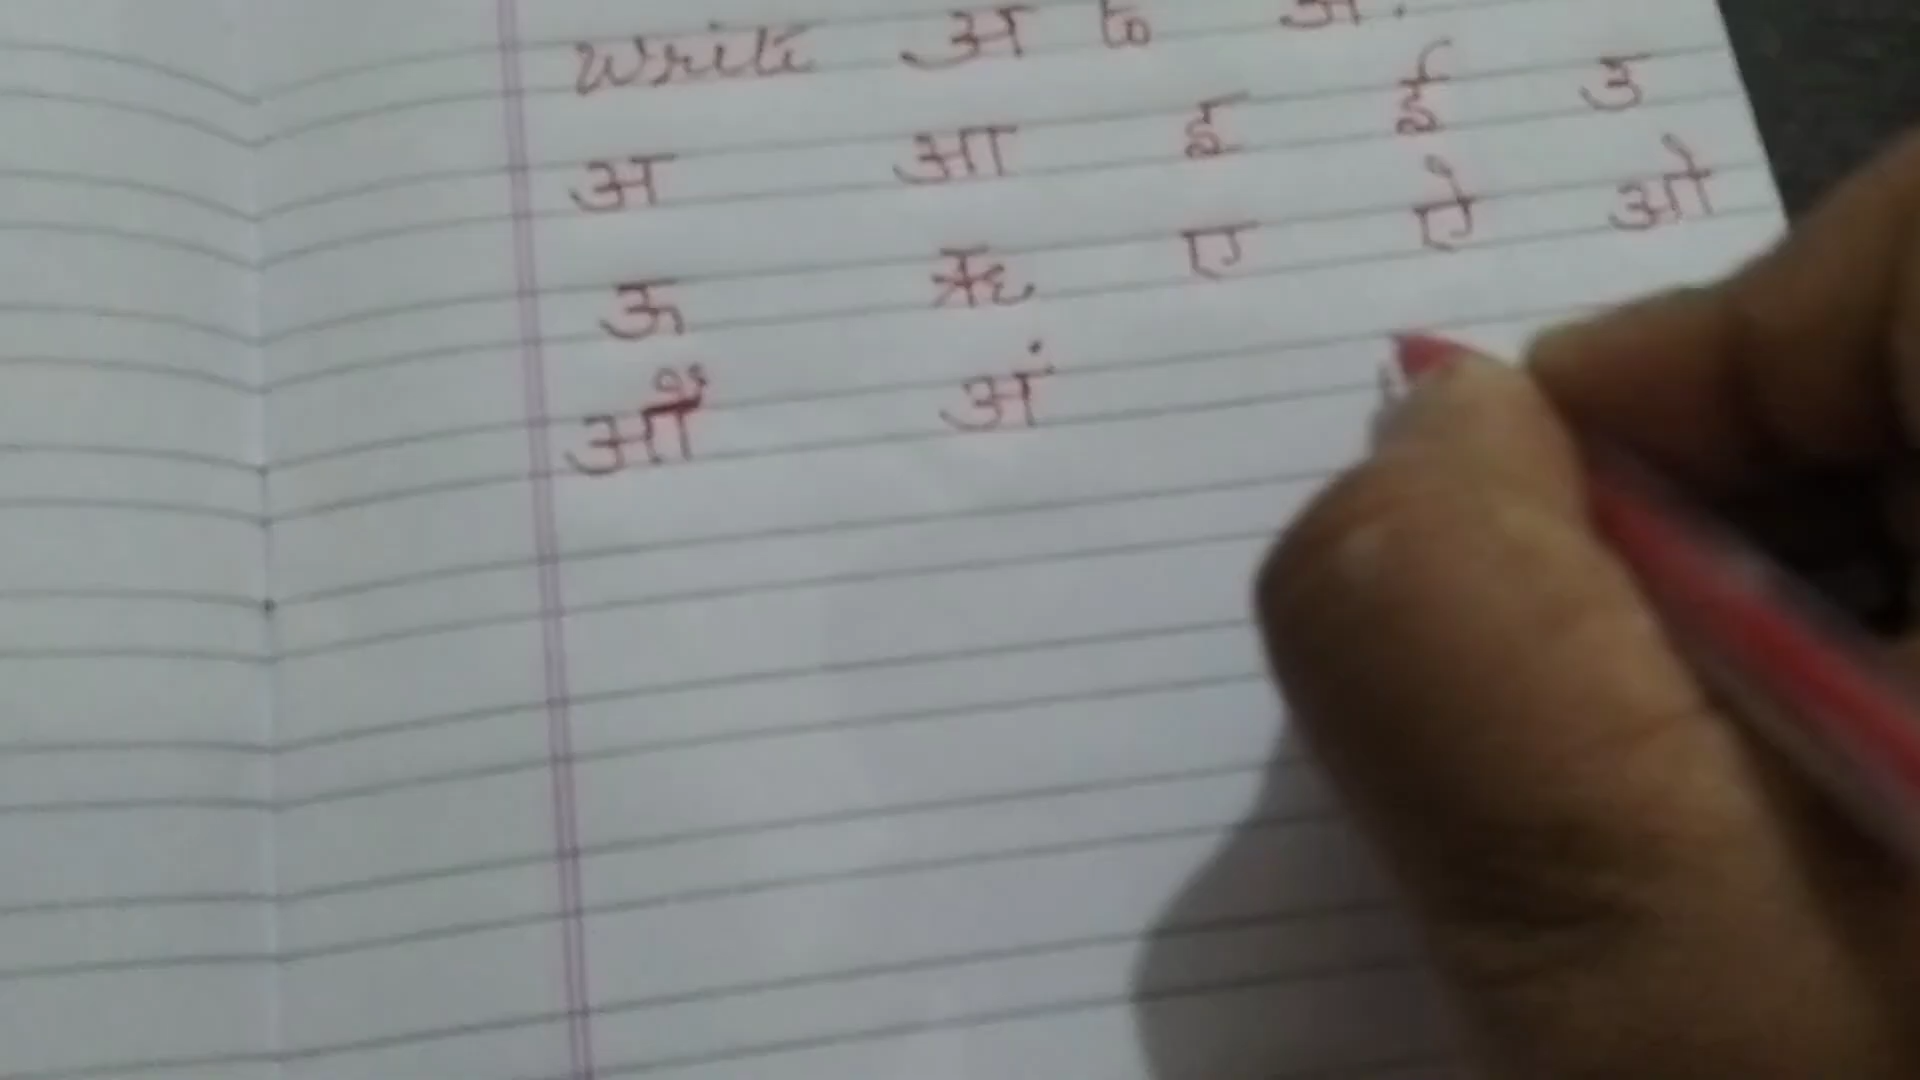 Write अ to अ:
अ आ इ ई उ
ऊ ऋ ए ऐ ओ
औ अं